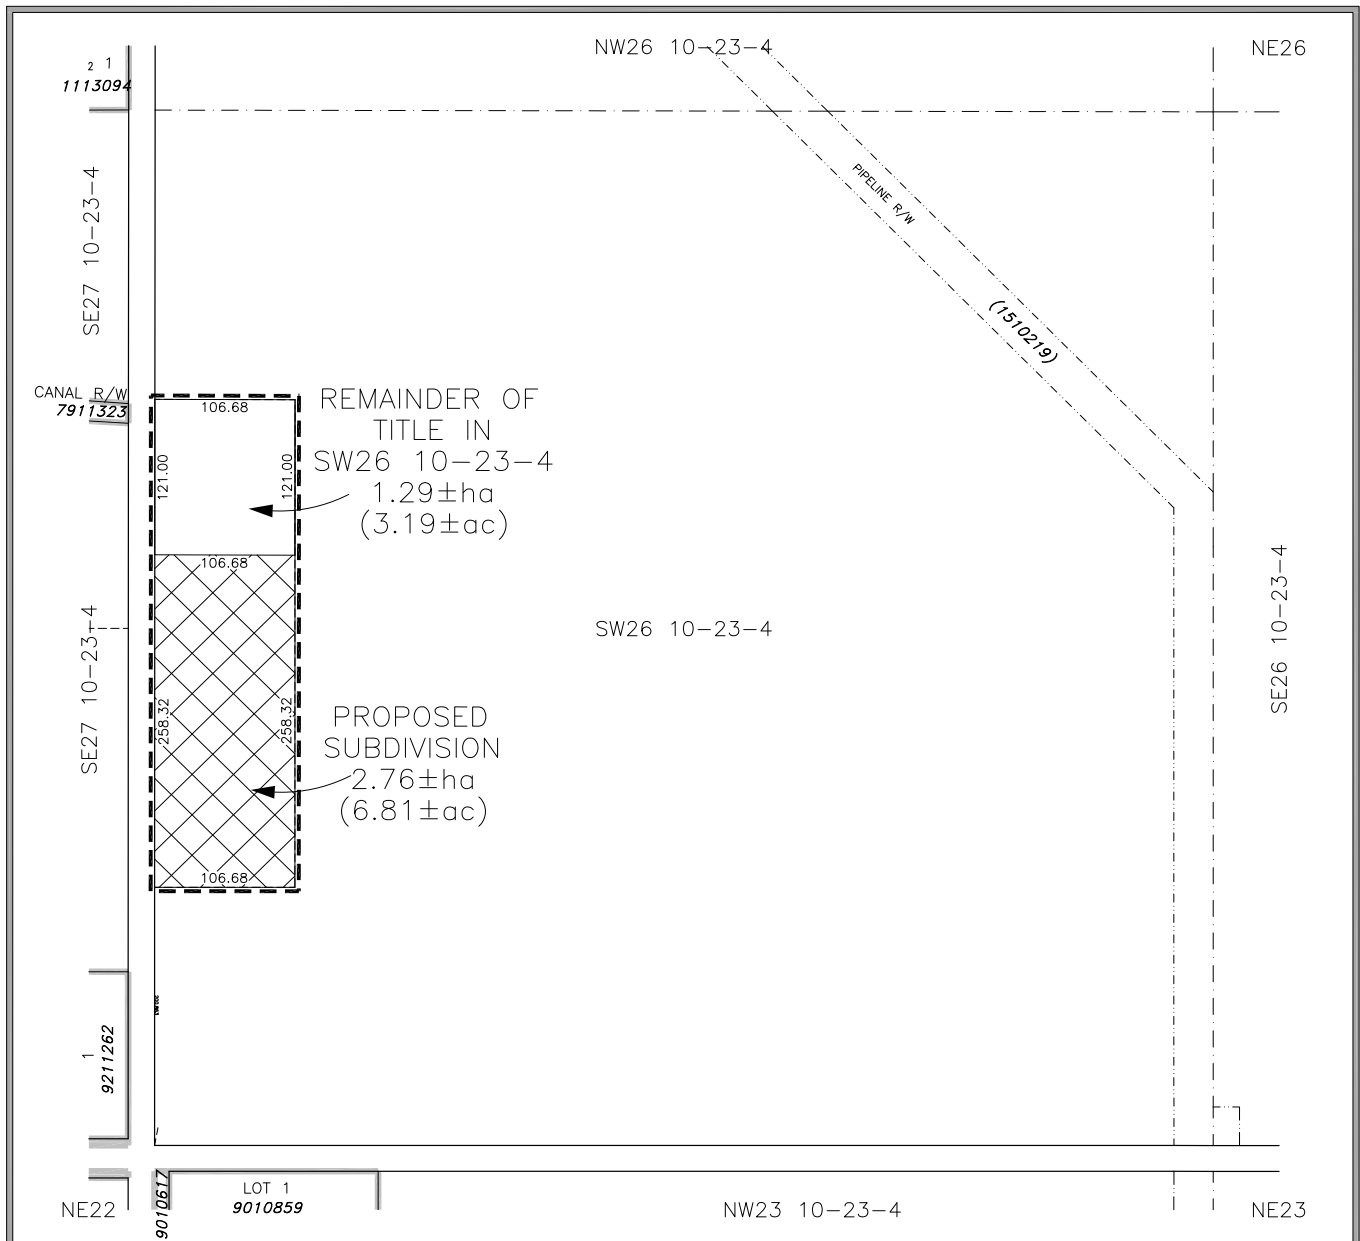 NW26 10-23-4
NE26
2 1
1113094
SE27 10-23-4
PIPELINE R/W
(1510219)
CANAL R/W
7911323
106.68
121.00
121.00
REMAINDER OF
TITLE IN
SW26 10-23-4
1.29±ha
(3.19±ac)
106.68
SW26 10-23-4
SE26 10-23-4
SE27 10-23-4
258.32
258.32
PROPOSED
SUBDIVISION
2.76±ha
(6.81±ac)
106.68
1
9211262
9010617
LOT 1
9010859
NE22
NW23 10-23-4
NE23